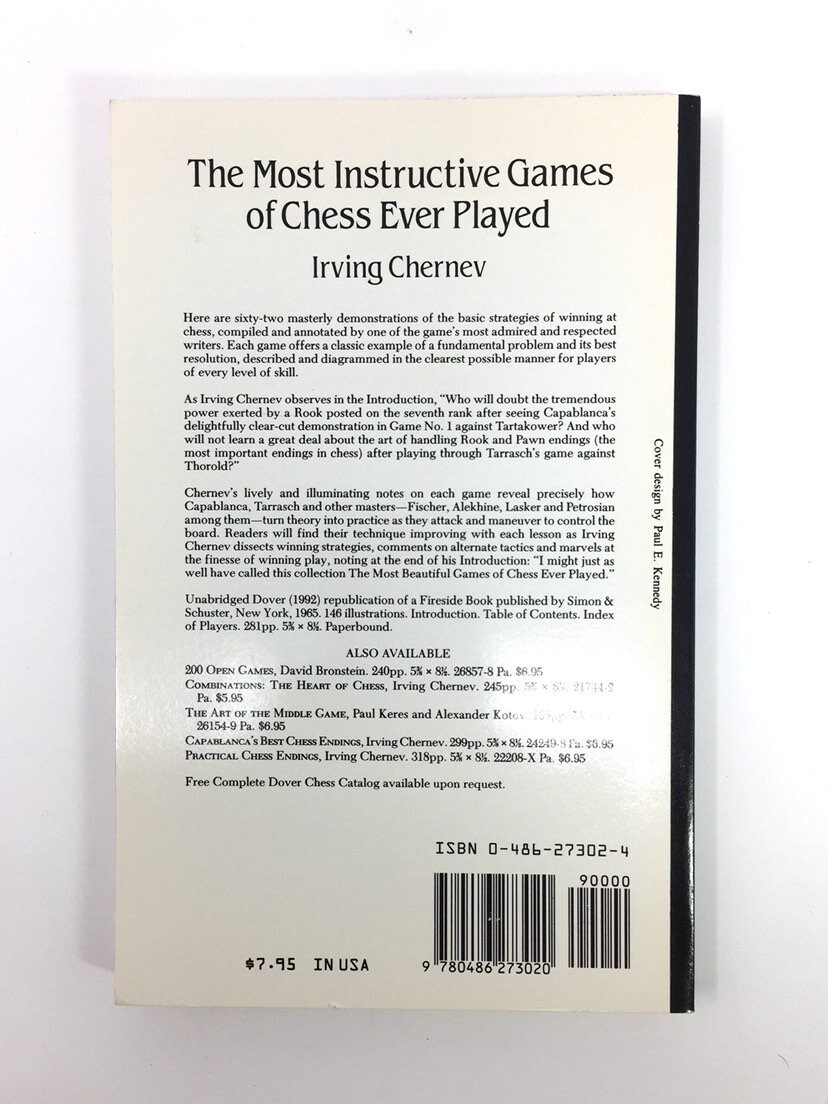 The Most Instructive Games
of Chess Ever Played
Irving Chernev
Here are sixty-two masterly demonstrations of the basic strategies of winning at
chess, compiled and annotated by one of the game's most admired and respected
writers. Each game offers a classic example of a fundamental problem and its best
resolution, described and diagrammed in the clearest possible manner for players
of every level of skill.
As Irving Chernev observes in the Introduction, "Who will doubt the tremendous
power exerted by a Rook posted on the seventh rank after seeing Capablanca's
delightfully clear-cut demonstration in Game No. 1 against Tartakower? And who
will not learn a great deal about the art of handling Rook and Pawn endings (the
most important endings in chess) after playing through Tarrasch's game against
Thorold?"
Chernev's lively and illuminating notes on each game reveal precisely how
Capablanca, Tarrasch and other masters—Fischer, Alekhine, Lasker and Petrosian
among them—turn theory into practice as they attack and maneuver to control the
board. Readers will find their technique improving with each lesson as Irving
Chernev dissects winning strategies, comments on alternate tactics and marvels at
the finesse of winning play, noting at the end of his Introduction: "I might just as
well have called this collection The Most Beautiful Games of Chess Ever Played."
Unabridged Dover (1992) republication of a Fireside Book published by Simon &
Schuster, New York, 1965. 146 illustrations. Introduction. Table of Contents. Index
of Players. 281pp. 5⅜ × 8½. Paperbound.
ALSO AVAILABLE
200 OPEN GAMES, David Bronstein. 240pp. 5⅜ × 8½. 26857-8 Pa. $6.95
COMBINATIONS: THE HEART OF CHESS, Irving Chernev. 245pp. 5⅜ × 8½. 21744-2
Pa. $5.95
THE ART OF THE MIDDLE GAME, Paul Keres and Alexander Kotov.
26154-9 Pa. $6.95
CAPABLANCA'S BEST CHESS ENDINGS, Irving Chernev. 299pp. 5⅜ × 8½. 24249-8 Pa. $6.95
PRACTICAL CHESS ENDINGS, Irving Chernev. 318pp. 5⅜ × 8½. 22208-X Pa. $6.95
Free Complete Dover Chess Catalog available upon request.
Cover design by Paul E. Kennedy
ISBN 0-486-27302-4
90000
9 780486 273020
$7.95 IN USA